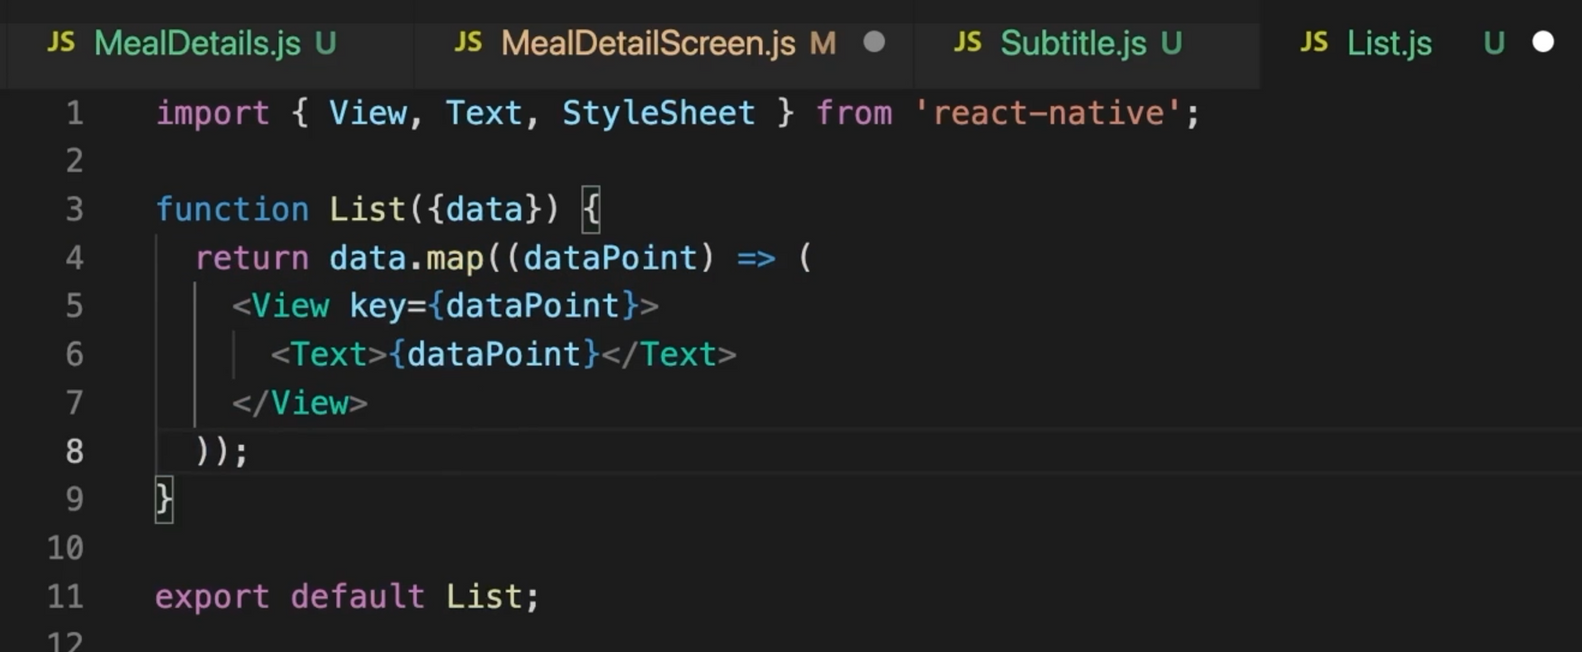 JS MealDetails.js U JS MealDetailScreen.js M JS Subtitle.js U JS List.js U
1 import { View, Text, StyleSheet } from 'react-native';
2
3 function List({data}) {
4 return data.map((dataPoint) => (
5 <View key={dataPoint}>
6 <Text>{dataPoint}</Text>
7 </View>
8 ));
9 }
10
11 export default List;
12